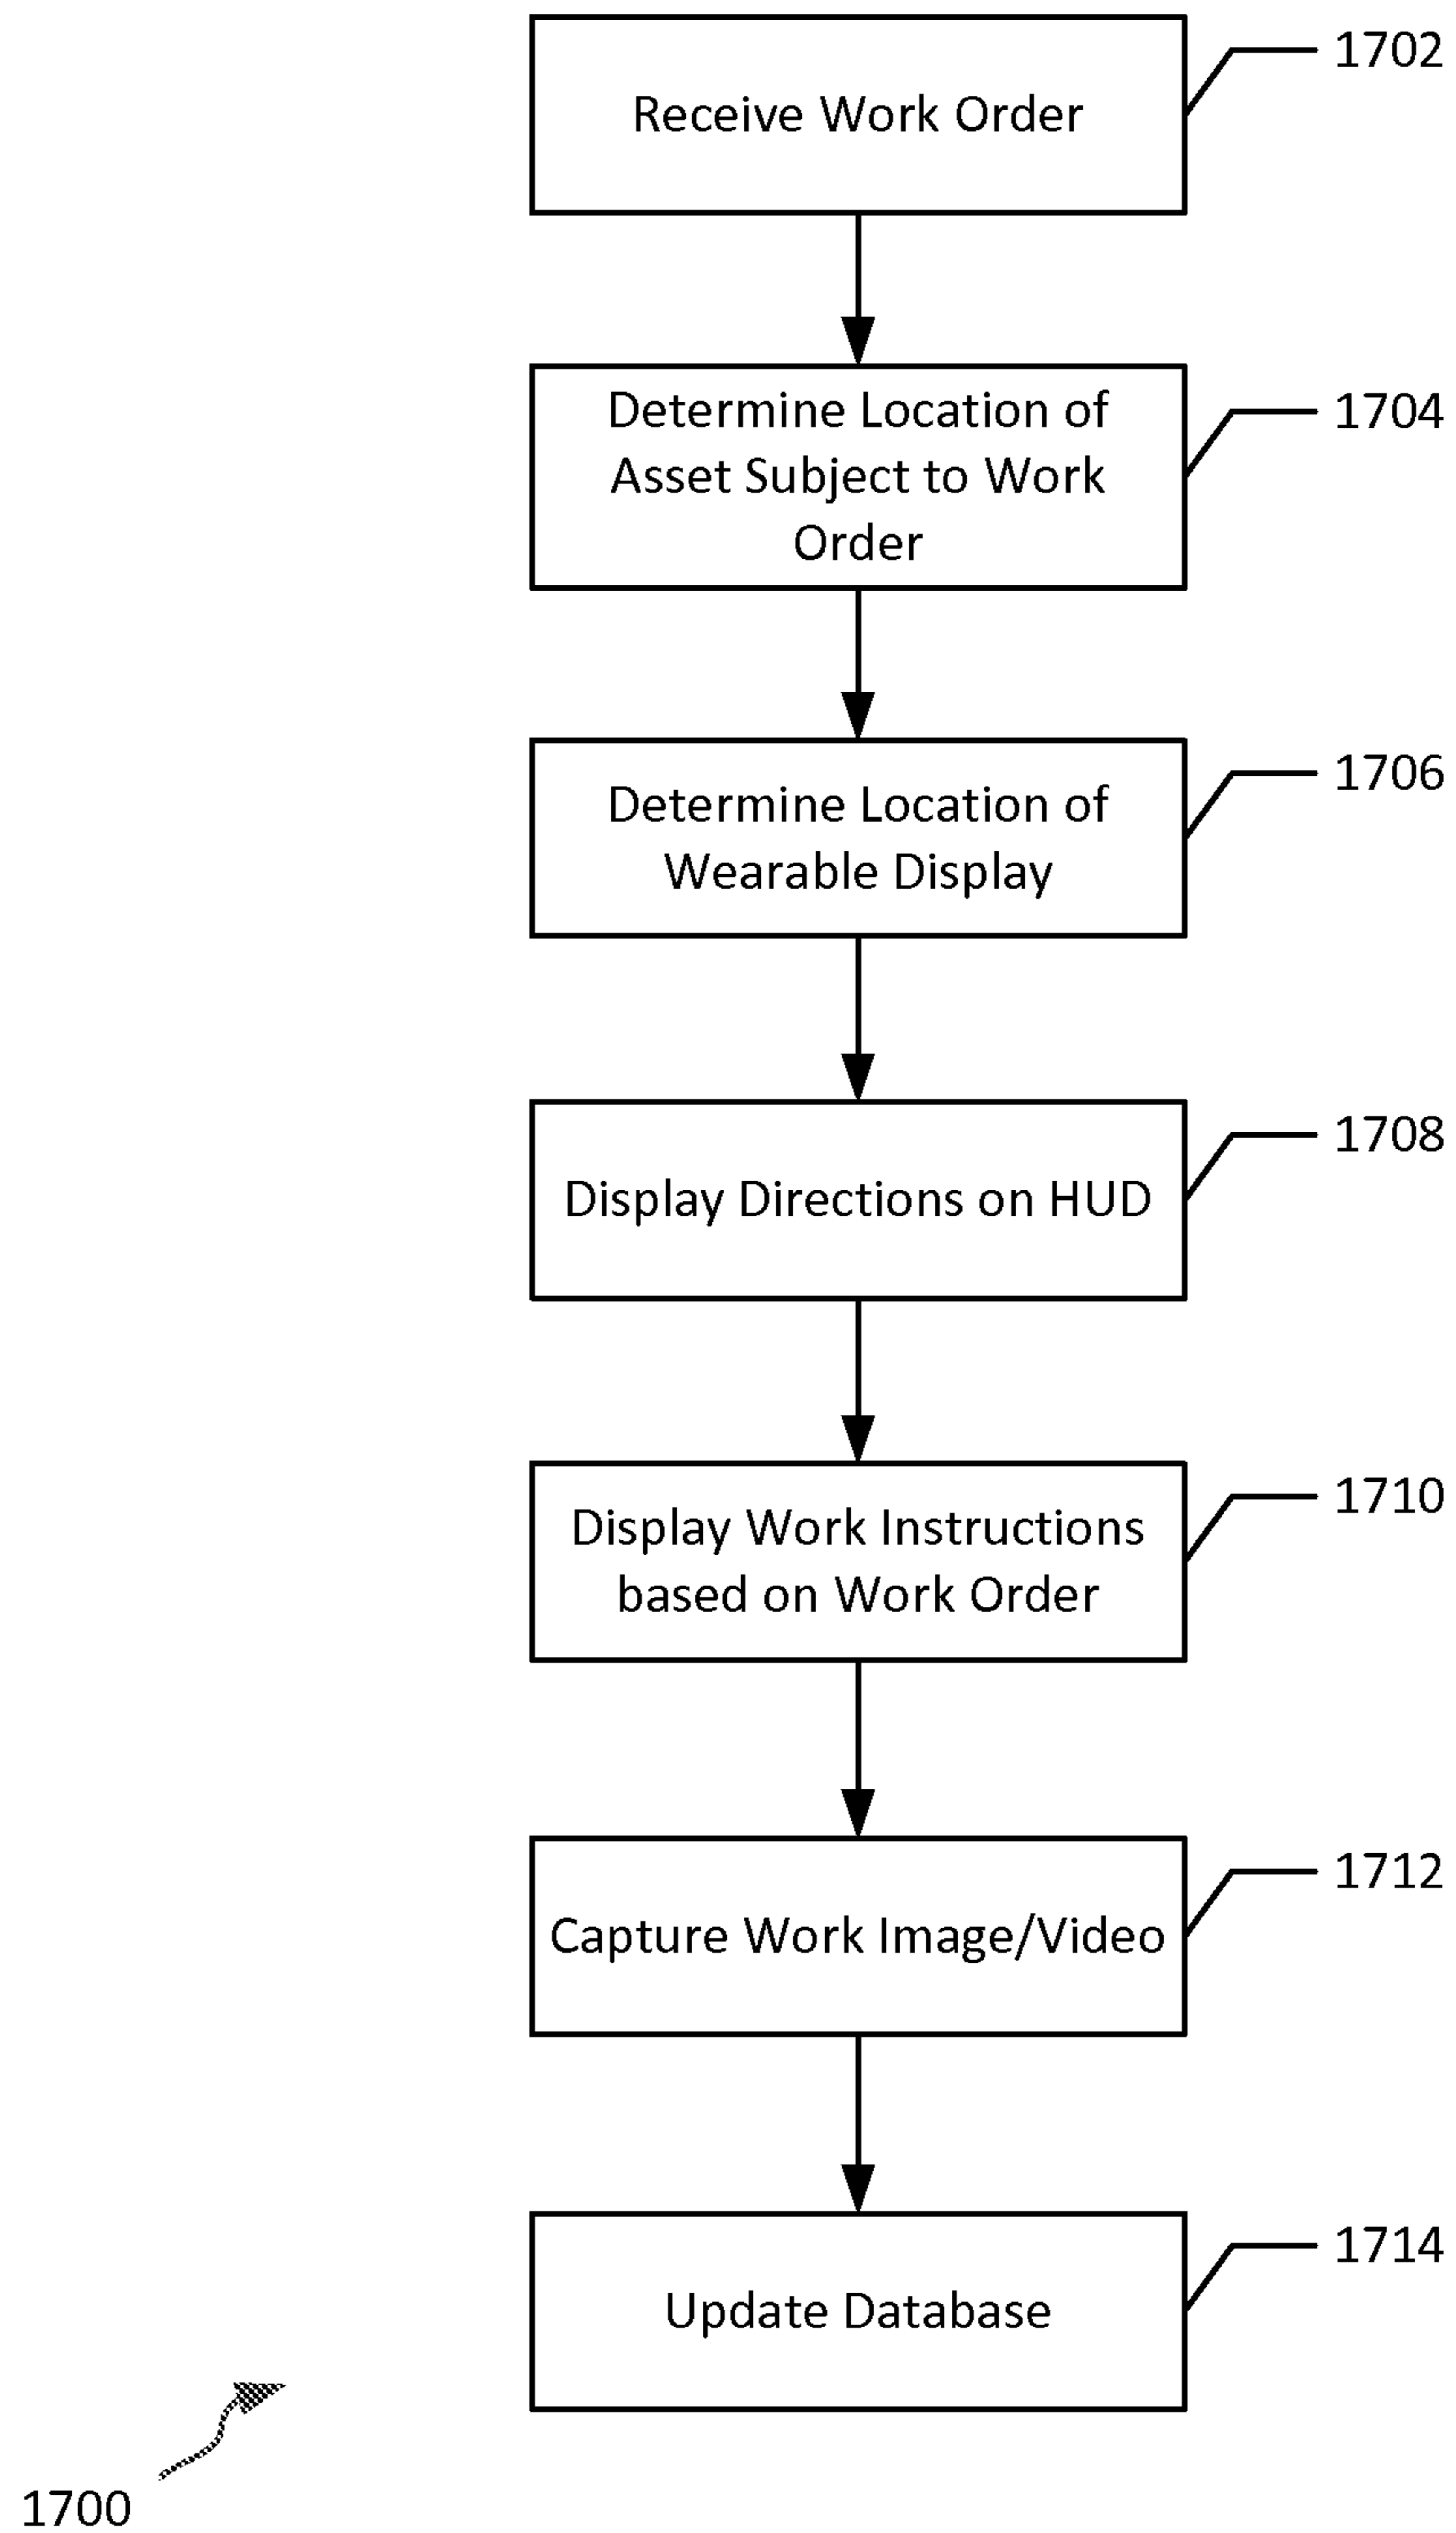 1702
Receive Work Order
1704
Determine Location of
Asset Subject to Work
Order
1706
Determine Location of
Wearable Display
1708
Display Directions on HUD
1710
Display Work Instructions
based on Work Order
1712
Capture Work Image/Video
1714
Update Database
1700